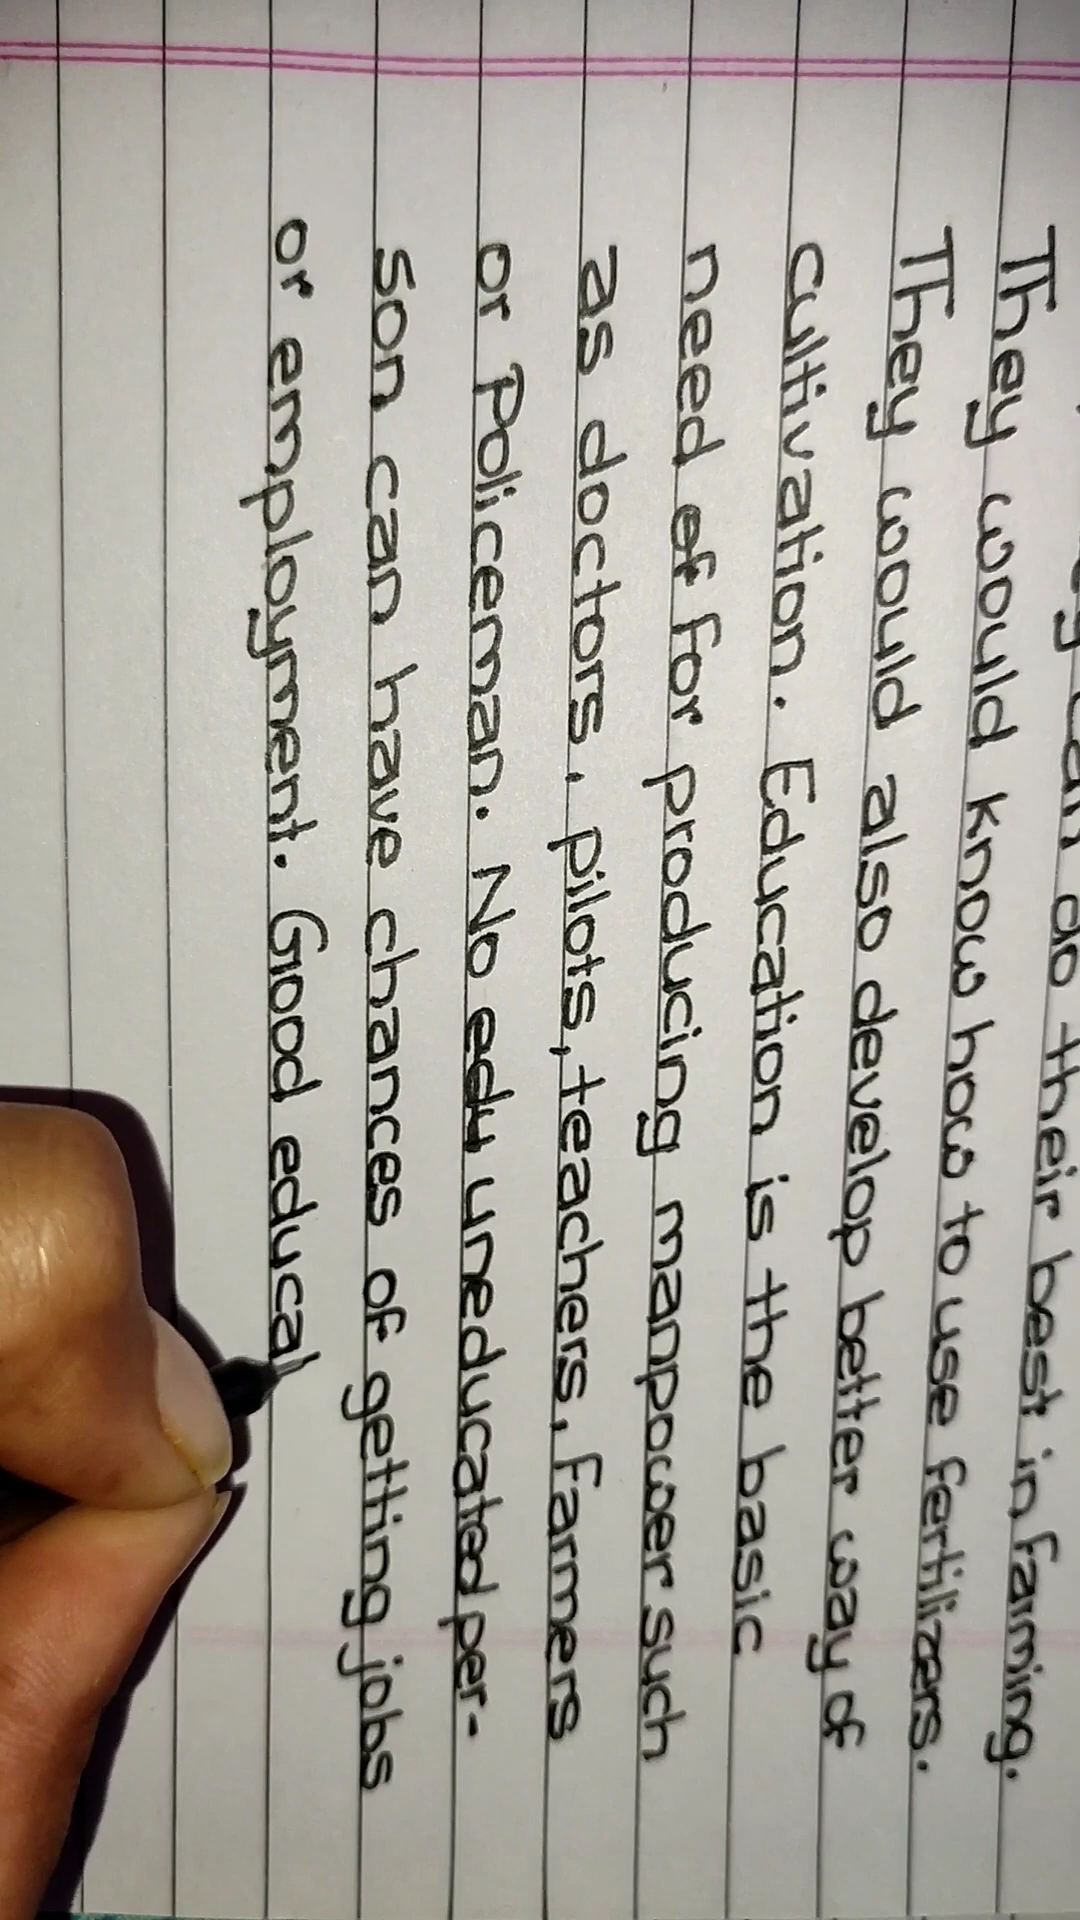 can do their best in farming.
They would know how to use fertilizers.
They would also develop better way of
cultivation. Education is the basic
need of for producing manpower such
as doctors, pilots, teachers, farmers
or Policeman. No edu uneducated per-
son can have chances of getting jobs
or employment. Good educa